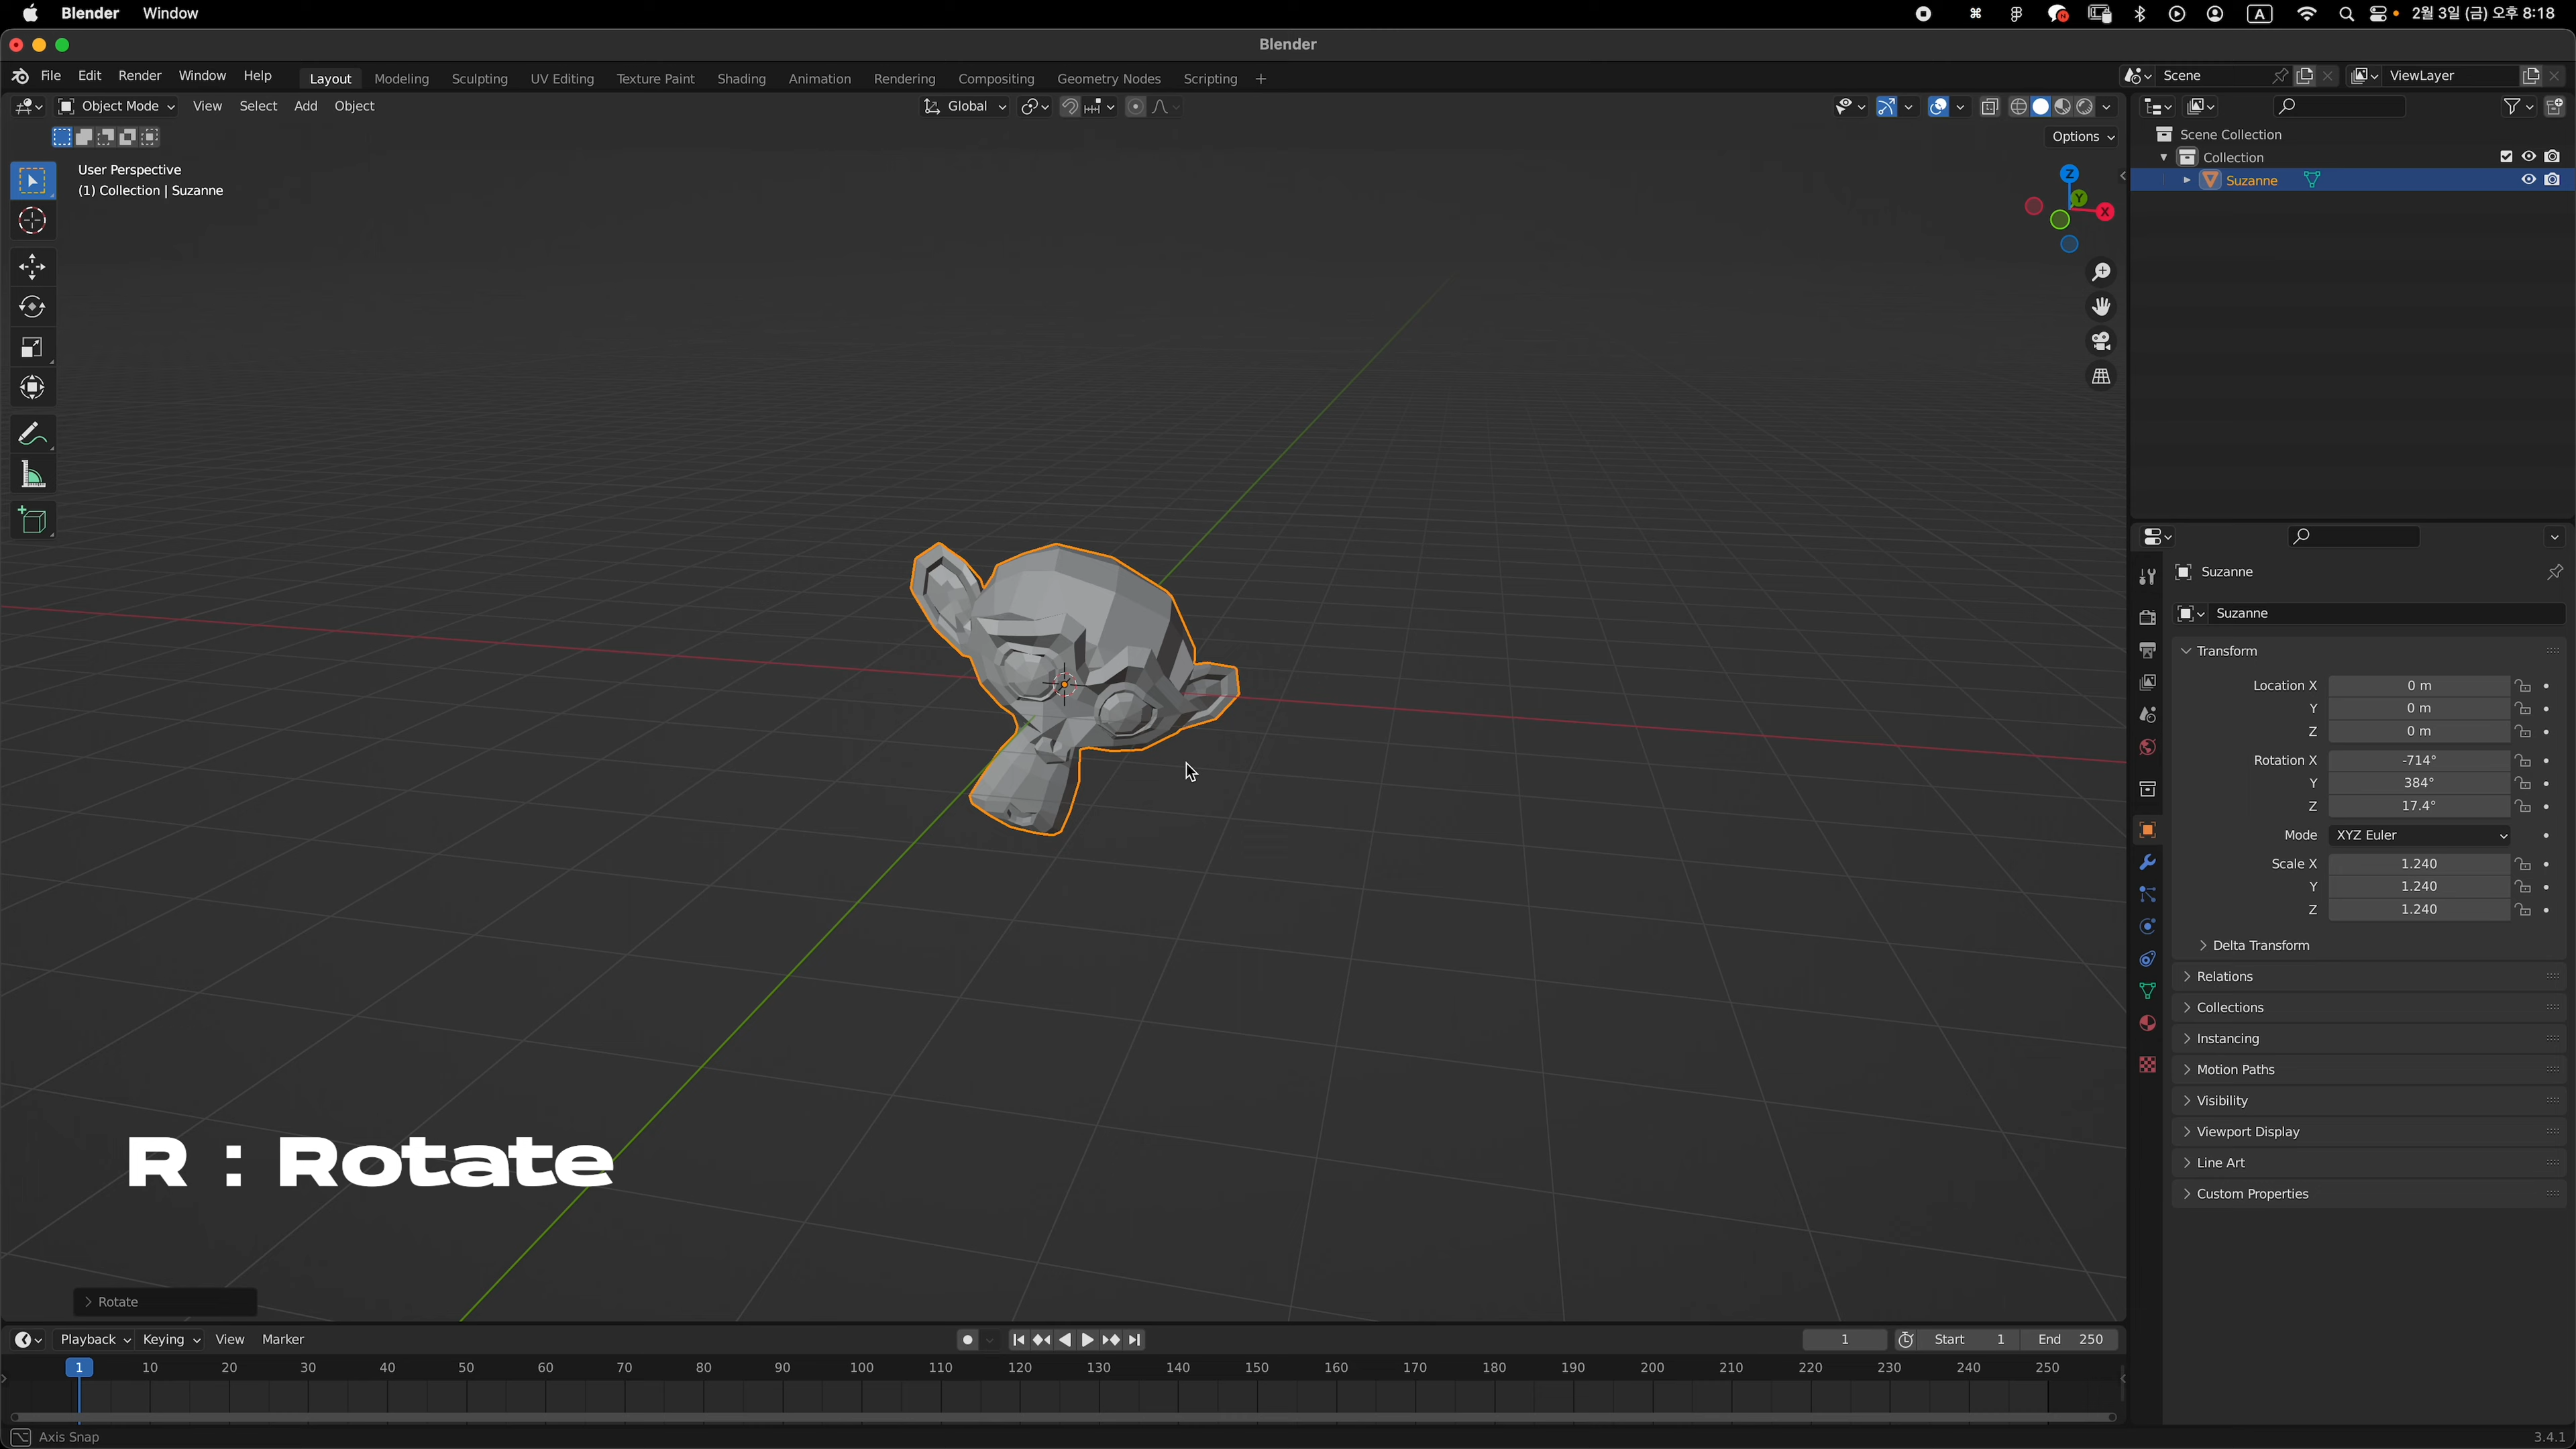 Blender Window
A 2월 3일 (금) 오후 8:18
Blender
File Edit Render Window Help Layout Modeling Sculpting UV Editing Texture Paint Shading Animation Rendering Compositing Geometry Nodes Scripting +
Scene ViewLayer
Object Mode View Select Add Object Global
Options
User Perspective
(1) Collection | Suzanne
Z
Y
X
Scene Collection
Collection
Suzanne
Suzanne
Suzanne
Transform
Location X 0 m
Y 0 m
Z 0 m
Rotation X -714°
Y 384°
Z 17.4°
Mode XYZ Euler
Scale X 1.240
Y 1.240
Z 1.240
Delta Transform
Relations
Collections
Instancing
Motion Paths
Visibility
Viewport Display
Line Art
Custom Properties
R : Rotate
Rotate
Playback Keying View Marker
1 Start 1 End 250
1 10 20 30 40 50 60 70 80 90 100 110 120 130 140 150 160 170 180 190 200 210 220 230 240 250
Axis Snap
3.4.1